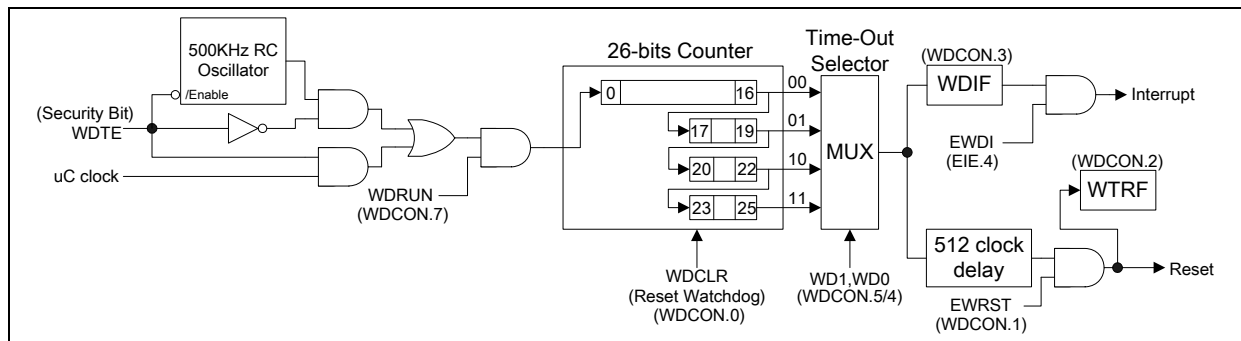 500KHz RC
Oscillator
/Enable
(Security Bit)
WDTE
uC clock
WDRUN
(WDCON.7)
26-bits Counter
0 16
17 19
20 22
23 25
WDCLR
(Reset Watchdog)
(WDCON.0)
Time-Out
Selector
00
01
10
11
MUX
WD1,WD0
(WDCON.5/4)
(WDCON.3)
WDIF
EWDI
(EIE.4)
Interrupt
(WDCON.2)
WTRF
512 clock
delay
EWRST
(WDCON.1)
Reset